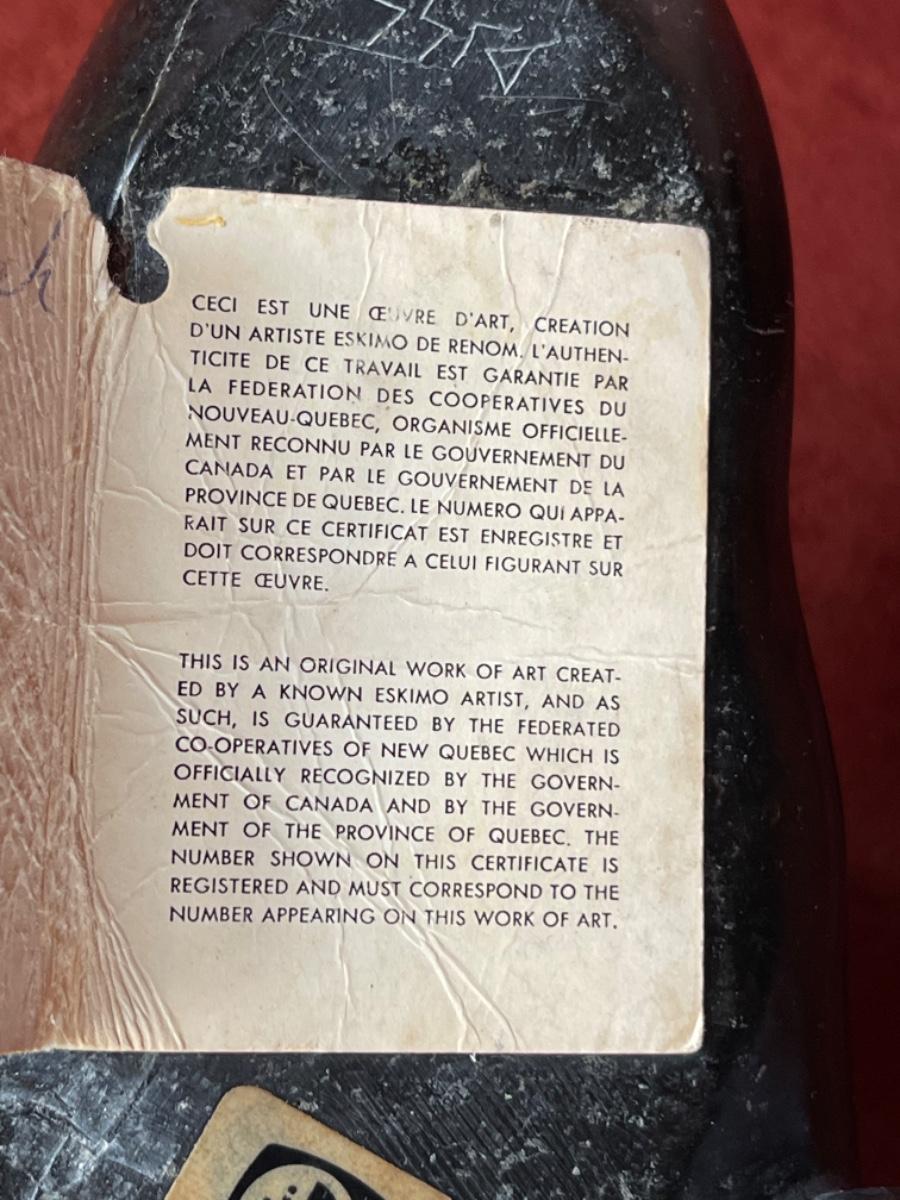 CECI EST UNE ŒUVRE D'ART, CREATION
D'UN ARTISTE ESKIMO DE RENOM. L'AUTHEN-
TICITE DE CE TRAVAIL EST GARANTIE PAR
LA FEDERATION DES COOPERATIVES DU
NOUVEAU-QUEBEC, ORGANISME OFFICIELLE-
MENT RECONNU PAR LE GOUVERNEMENT DU
CANADA ET PAR LE GOUVERNEMENT DE LA
PROVINCE DE QUEBEC. LE NUMERO QUI APPA-
RAIT SUR CE CERTIFICAT EST ENREGISTRE ET
DOIT CORRESPONDRE A CELUI FIGURANT SUR
CETTE ŒUVRE.
THIS IS AN ORIGINAL WORK OF ART CREAT-
ED BY A KNOWN ESKIMO ARTIST, AND AS
SUCH, IS GUARANTEED BY THE FEDERATED
CO-OPERATIVES OF NEW QUEBEC WHICH IS
OFFICIALLY RECOGNIZED BY THE GOVERN-
MENT OF CANADA AND BY THE GOVERN-
MENT OF THE PROVINCE OF QUEBEC. THE
NUMBER SHOWN ON THIS CERTIFICATE IS
REGISTERED AND MUST CORRESPOND TO THE
NUMBER APPEARING ON THIS WORK OF ART.